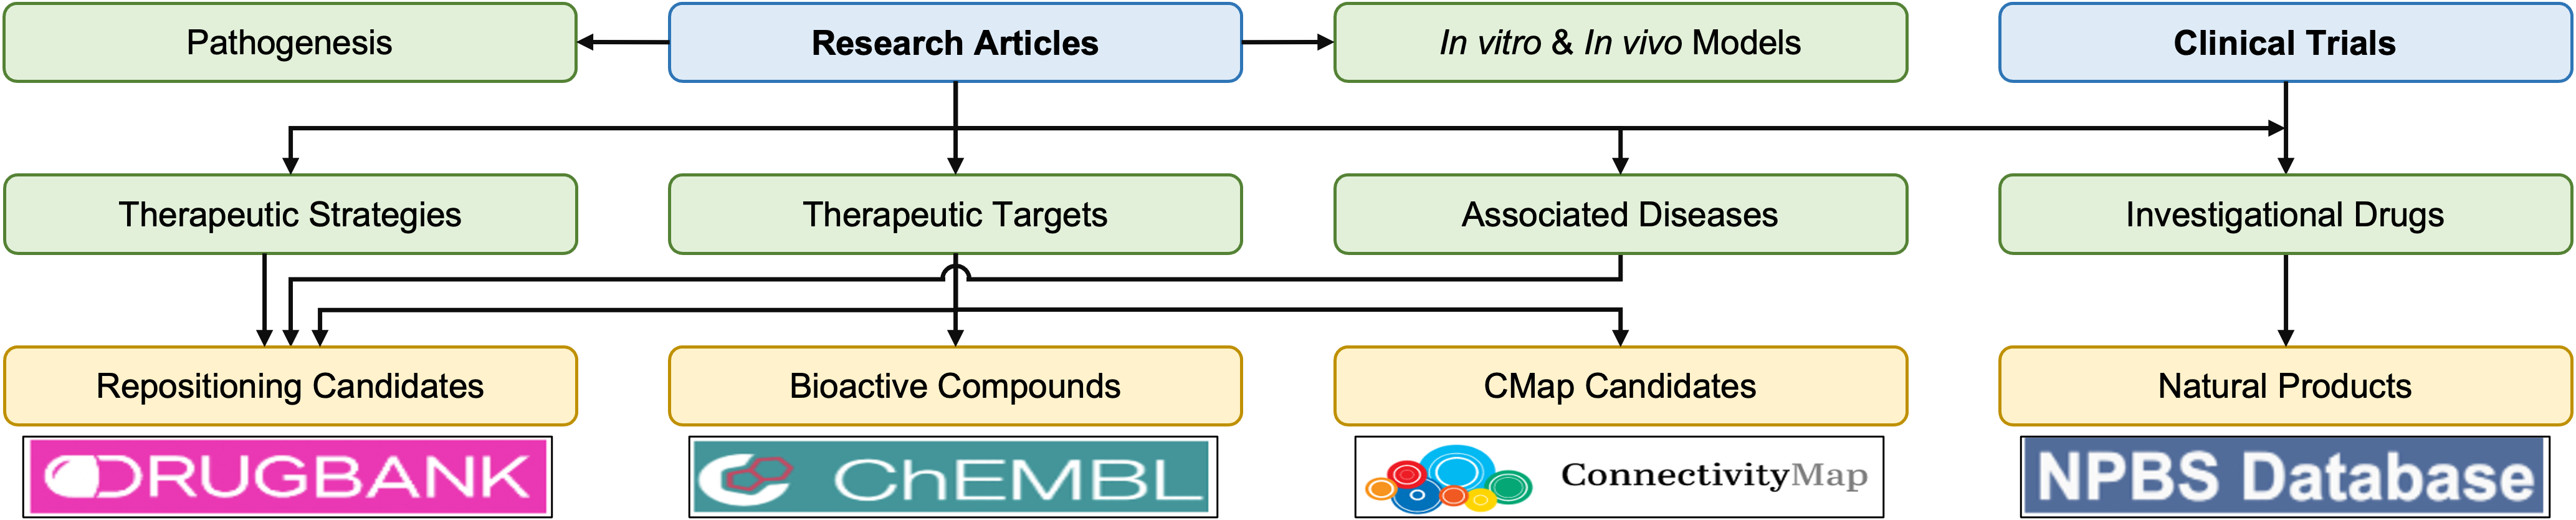 Pathogenesis
Research Articles
In vitro & In vivo Models
Clinical Trials
Therapeutic Strategies
Therapeutic Targets
Associated Diseases
Investigational Drugs
Repositioning Candidates
Bioactive Compounds
CMap Candidates
Natural Products
DRUGBANK
ChEMBL
ConnectivityMap
NPBS Database